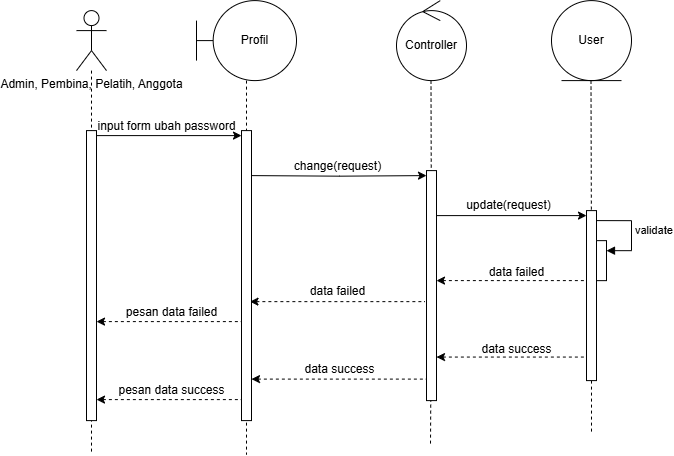 Profil
Controller
User
Admin, Pembina, Pelatih, Anggota
input form ubah password
change(request)
update(request)
validate
data failed
data failed
pesan data failed
data success
data success
pesan data success